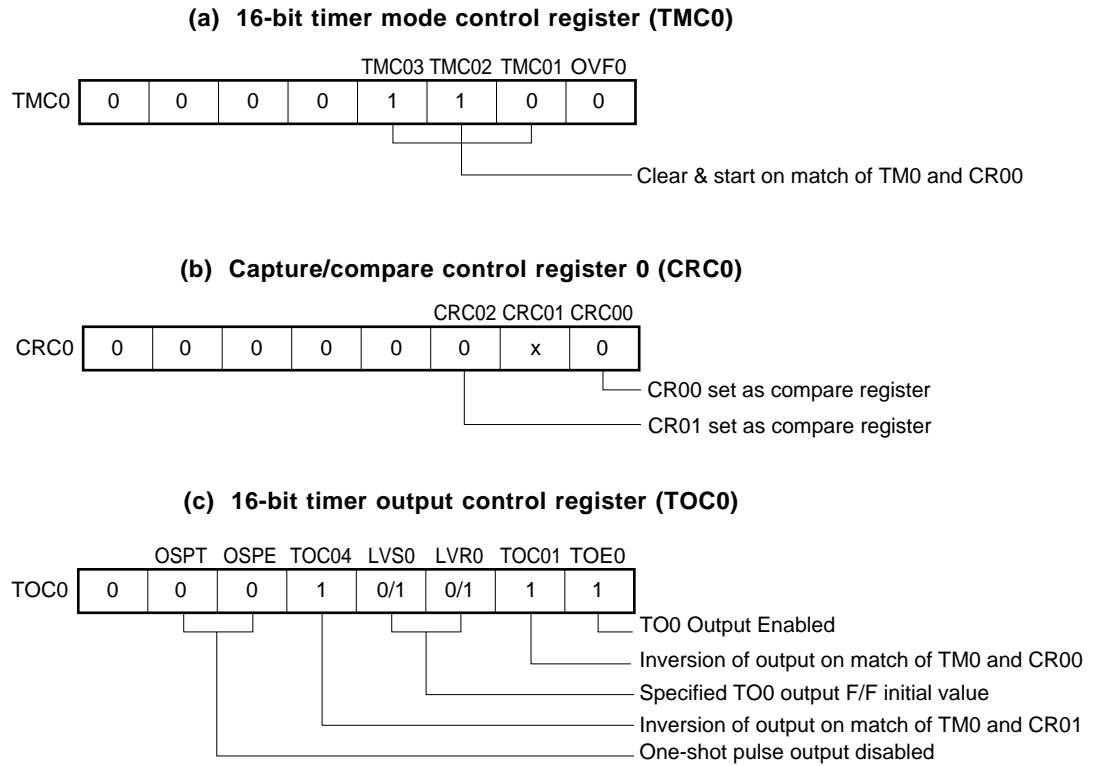 (a) 16-bit timer mode control register (TMC0)
TMC03 TMC02 TMC01 OVF0
TMC0 0 0 0 0 1 1 0 0
Clear & start on match of TM0 and CR00
(b) Capture/compare control register 0 (CRC0)
CRC02 CRC01 CRC00
CRC0 0 0 0 0 0 0 x 0
CR00 set as compare register
CR01 set as compare register
(c) 16-bit timer output control register (TOC0)
OSPT OSPE TOC04 LVS0 LVR0 TOC01 TOE0
TOC0 0 0 0 1 0/1 0/1 1 1
TO0 Output Enabled
Inversion of output on match of TM0 and CR00
Specified TO0 output F/F initial value
Inversion of output on match of TM0 and CR01
One-shot pulse output disabled